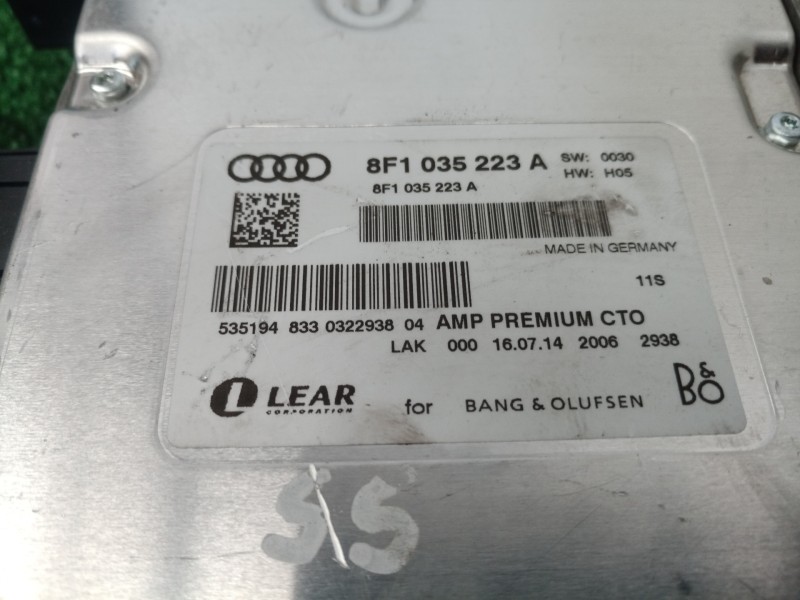 8F1 035 223 A SW: 0030
HW: H05
8F1 035 223 A
MADE IN GERMANY
11S
535194 833 0322938 04 AMP PREMIUM CTO
LAK 000 16.07.14 2006 2938
L LEAR
CORPORATION
for BANG & OLUFSEN B&O
55